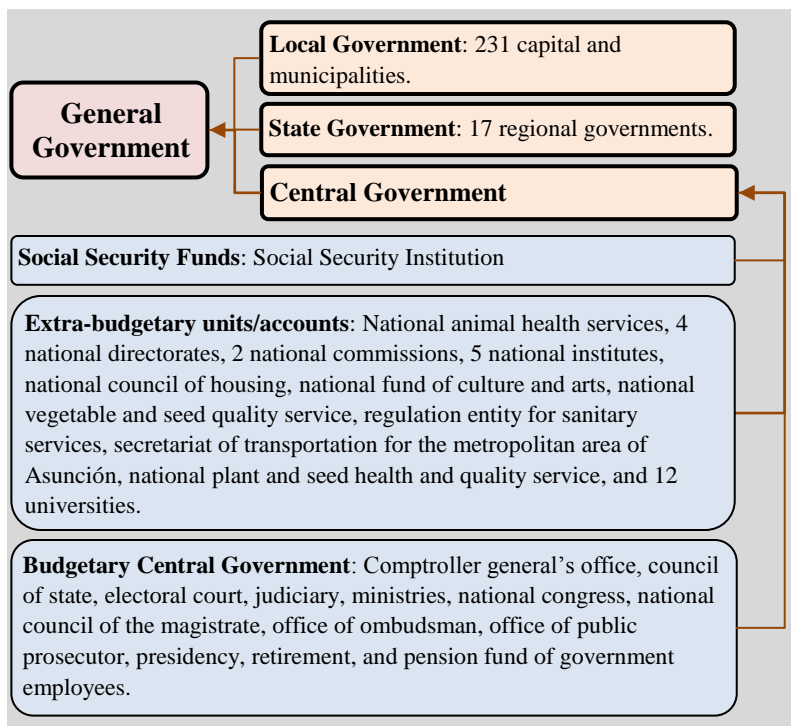 General
Government
Local Government: 231 capital and
municipalities.
State Government: 17 regional governments.
Central Government
Social Security Funds: Social Security Institution
Extra-budgetary units/accounts: National animal health services, 4
national directorates, 2 national commissions, 5 national institutes,
national council of housing, national fund of culture and arts, national
vegetable and seed quality service, regulation entity for sanitary
services, secretariat of transportation for the metropolitan area of
Asunción, national plant and seed health and quality service, and 12
universities.
Budgetary Central Government: Comptroller general’s office, council
of state, electoral court, judiciary, ministries, national congress, national
council of the magistrate, office of ombudsman, office of public
prosecutor, presidency, retirement, and pension fund of government
employees.